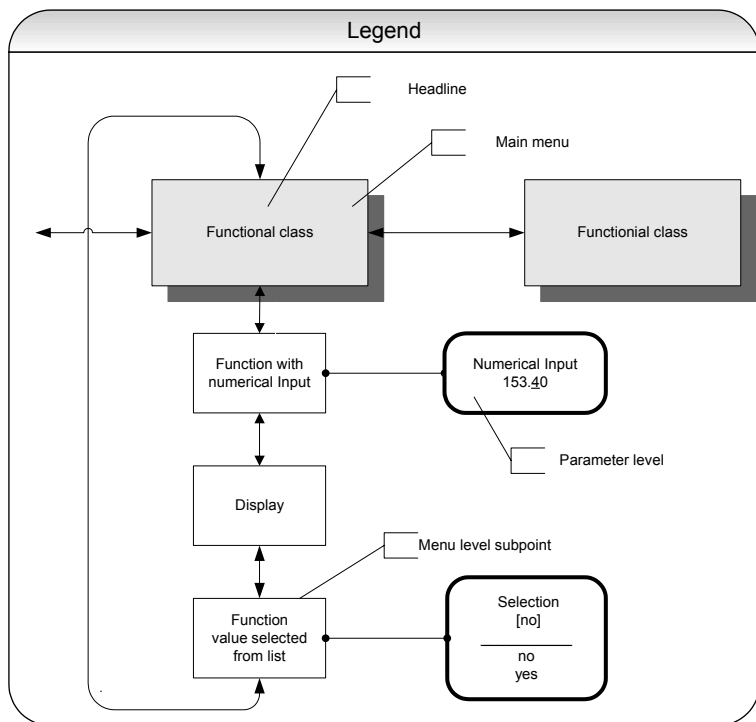 Legend
Headline
Main menu
Functional class
Functionial class
Function with
numerical Input
Numerical Input
153.40
Parameter level
Display
Menu level subpoint
Function
value selected
from list
Selection
[no]
no
yes